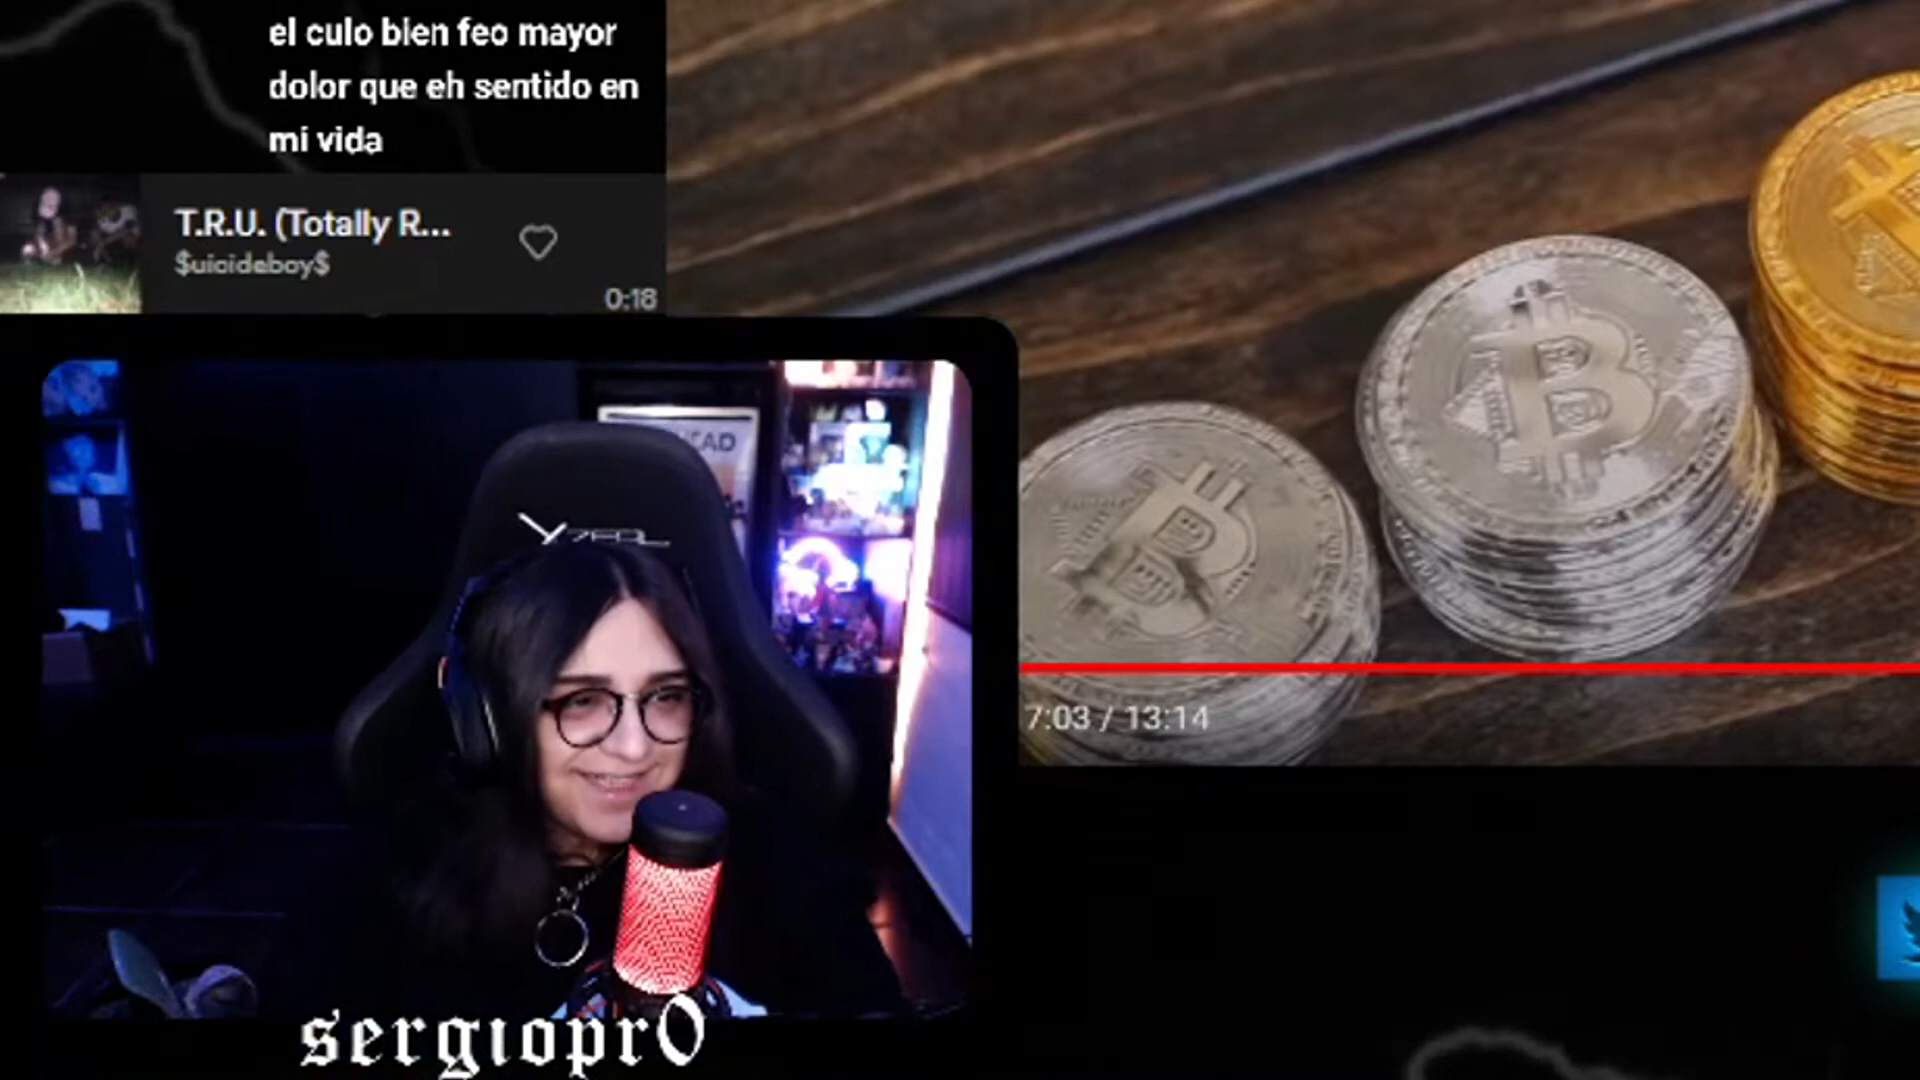 el culo bien feo mayor
dolor que eh sentido en
mi vida
T.R.U. (Totally R...
$uicideboy$
0:18
7:03 / 13:14
sergiopr0